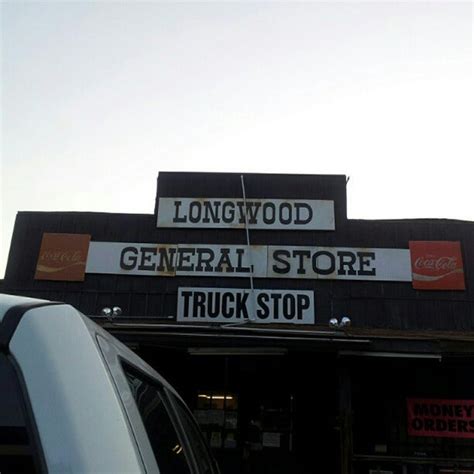 LONGWOOD
Coca-Cola GENERAL STORE Coca-Cola
TRUCK STOP
MONEY
ORDERS